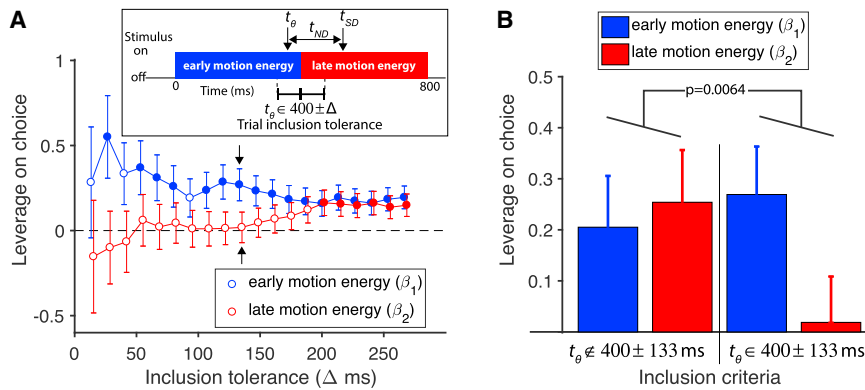 A
Stimulus
on
off
tθ
tND
tSD
early motion energy
late motion energy
0
Time (ms)
800
tθ ∈ 400 ± Δ
Trial inclusion tolerance
Leverage on choice
1
0.5
0
-0.5
early motion energy (β1)
late motion energy (β2)
0
50
100
150
200
250
Inclusion tolerance (Δ ms)
B
early motion energy (β1)
late motion energy (β2)
p=0.0064
Leverage on choice
0.5
0.4
0.3
0.2
0.1
tθ ∉ 400 ± 133 ms
tθ ∈ 400 ± 133 ms
Inclusion criteria